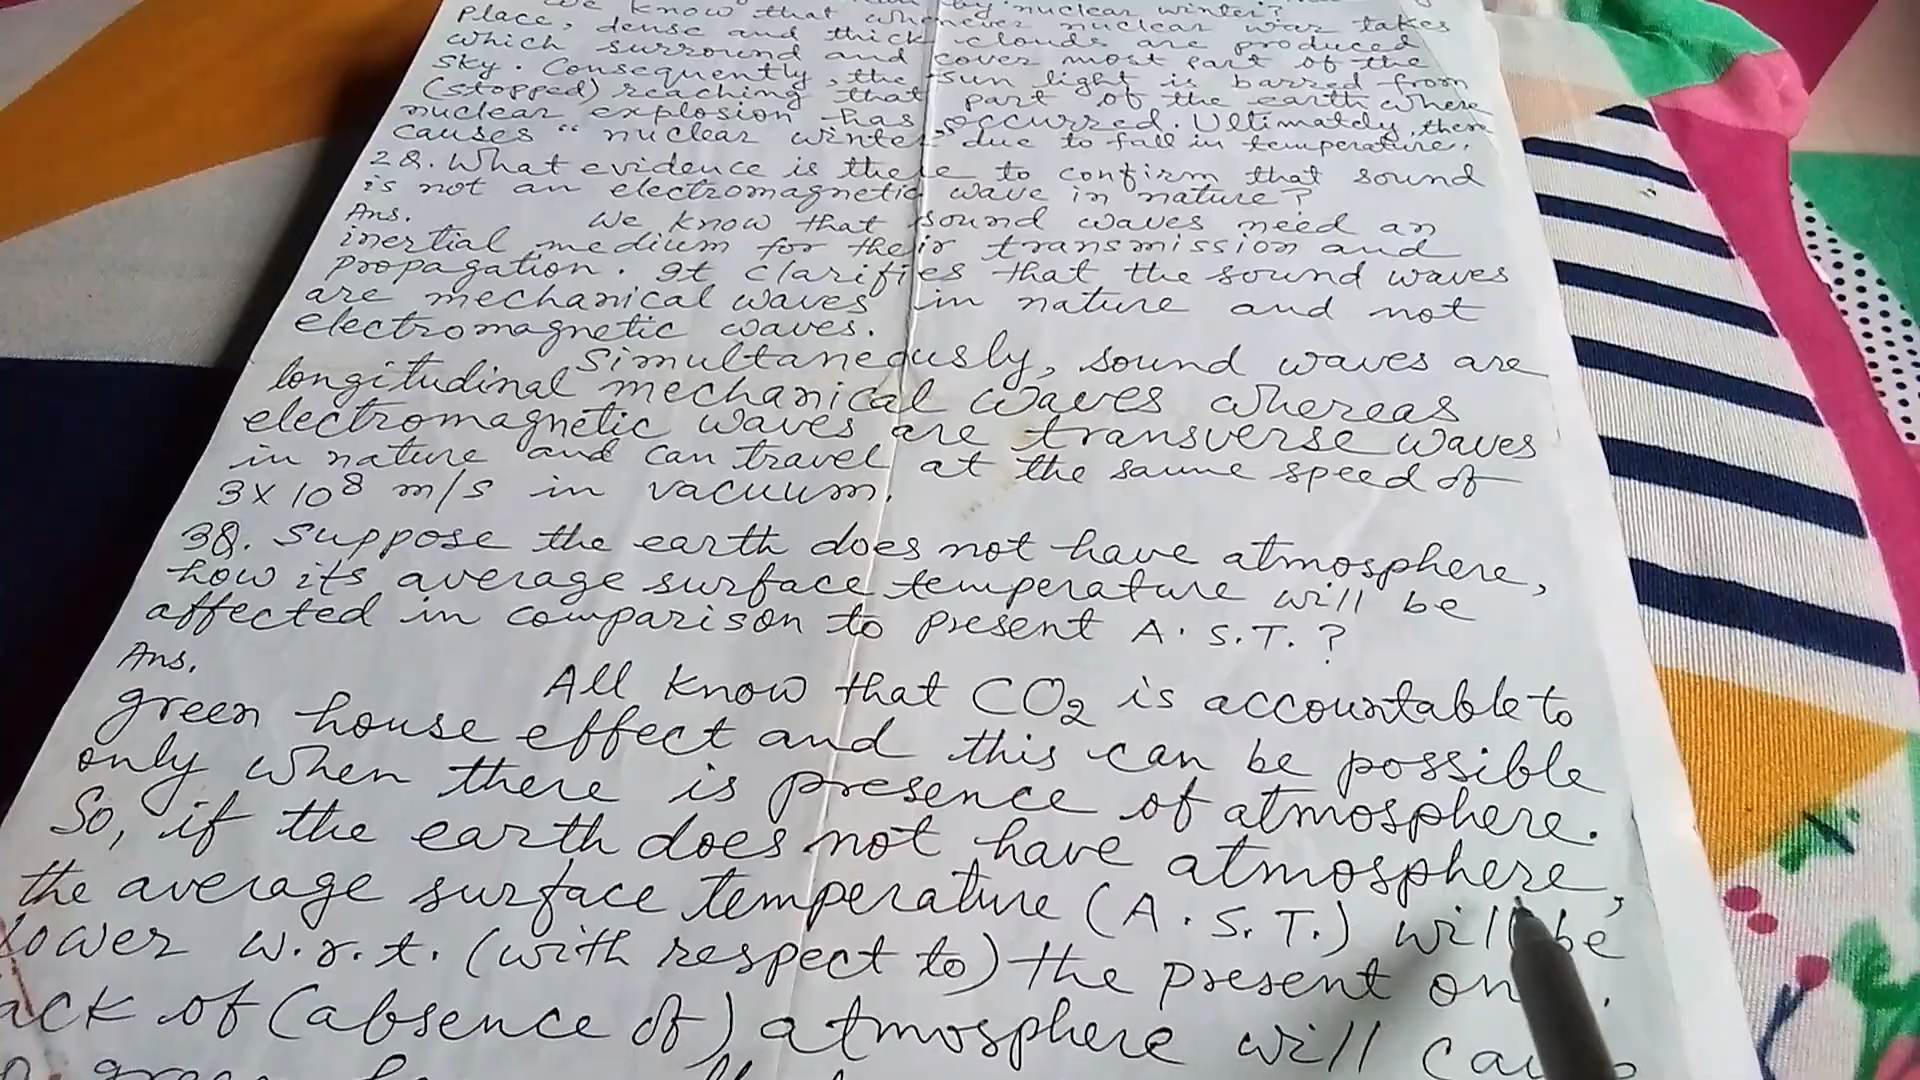 We know that by nuclear winter?
place, dense and thick clouds are produced
which surround and cover most part of the
sky. Consequently, the sun light is barred from
(stopped) reaching that part of the earth where
nuclear explosion has occurred. Ultimately, there
causes "nuclear winter" due to fall in temperature.
28. What evidence is there to confirm that sound
is not an electromagnetic wave in nature?
Ans. We know that sound waves need an
inertial medium for their transmission and
propagation. It clarifies that the sound waves
are mechanical waves in nature and not
electromagnetic waves.
Simultaneously, sound waves are
longitudinal mechanical waves whereas
electromagnetic waves are transverse waves
in nature and can travel at the same speed of
3 x 10⁸ m/s in vacuum.
38. Suppose the earth does not have atmosphere,
how its average surface temperature will be
affected in comparison to present A.S.T.?
Ans.
All know that CO₂ is accountable to
green house effect and this can be possible
only when there is presence of atmosphere.
So, if the earth does not have atmosphere,
the average surface temperature (A.S.T.) will be
lower w.r.t. (with respect to) the present
of (absence of) atmosphere will